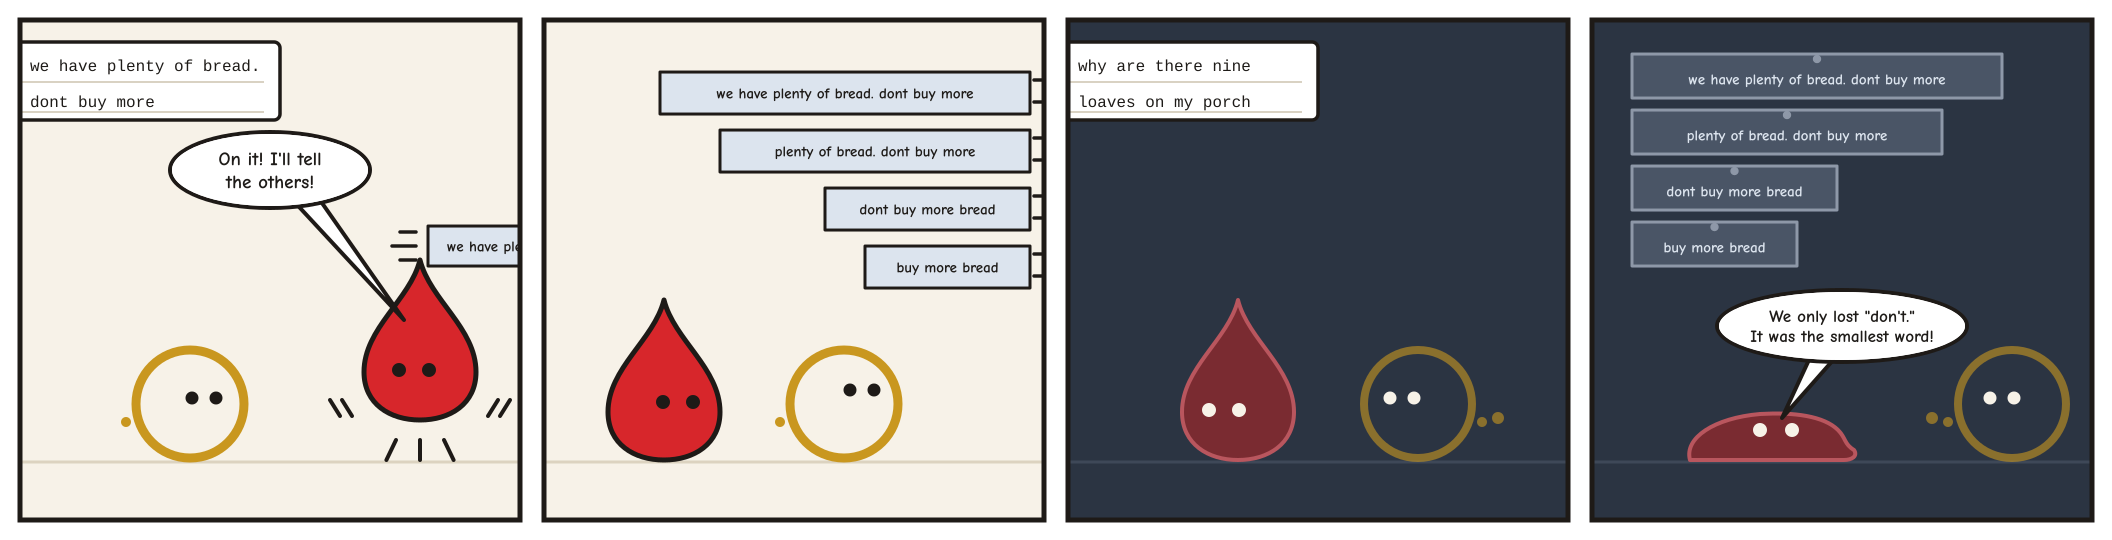 we have plenty of bread.
dont buy more
On it! I'll tell
the others!
we have ple
we have plenty of bread. dont buy more
plenty of bread. dont buy more
dont buy more bread
buy more bread
why are there nine
loaves on my porch
we have plenty of bread. dont buy more
plenty of bread. dont buy more
dont buy more bread
buy more bread
We only lost "don't."
It was the smallest word!